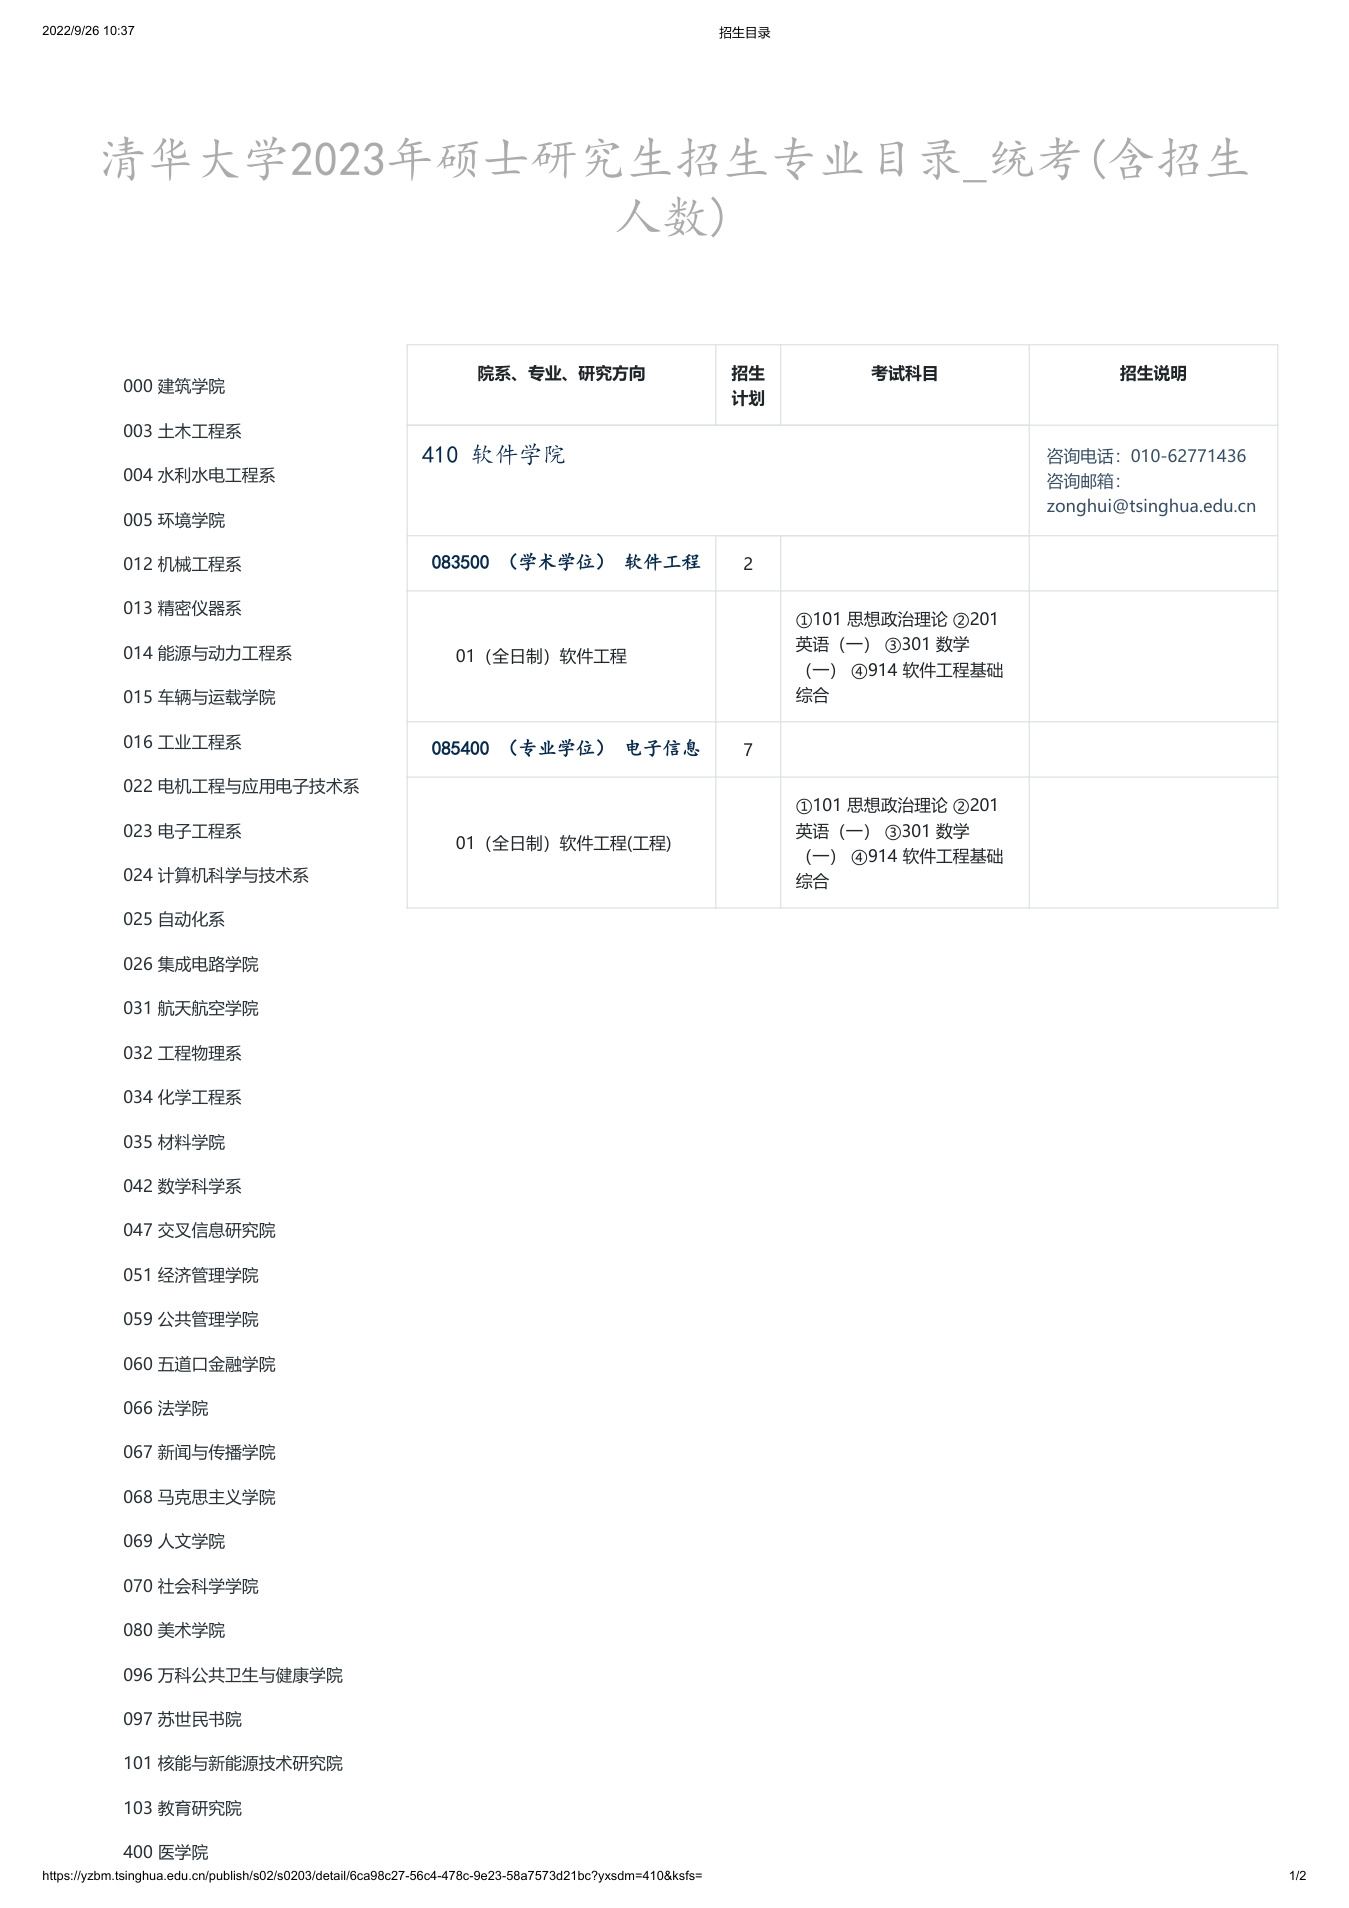 2022/9/26 10:37
招生目录
清华大学2023年硕士研究生招生专业目录_统考(含招生
人数)
000 建筑学院
003 土木工程系
004 水利水电工程系
005 环境学院
012 机械工程系
013 精密仪器系
014 能源与动力工程系
015 车辆与运载学院
016 工业工程系
022 电机工程与应用电子技术系
023 电子工程系
024 计算机科学与技术系
025 自动化系
026 集成电路学院
031 航天航空学院
032 工程物理系
034 化学工程系
035 材料学院
042 数学科学系
047 交叉信息研究院
051 经济管理学院
059 公共管理学院
060 五道口金融学院
066 法学院
067 新闻与传播学院
068 马克思主义学院
069 人文学院
070 社会科学学院
080 美术学院
096 万科公共卫生与健康学院
097 苏世民书院
101 核能与新能源技术研究院
103 教育研究院
400 医学院
院系、专业、研究方向
招生
计划
考试科目
招生说明
410 软件学院
咨询电话：010-62771436
咨询邮箱：
zonghui@tsinghua.edu.cn
083500 （学术学位） 软件工程
2
01（全日制）软件工程
①101 思想政治理论 ②201
英语（一） ③301 数学
（一） ④914 软件工程基础
综合
085400 （专业学位） 电子信息
7
01（全日制）软件工程(工程)
①101 思想政治理论 ②201
英语（一） ③301 数学
（一） ④914 软件工程基础
综合
https://yzbm.tsinghua.edu.cn/publish/s02/s0203/detail/6ca98c27-56c4-478c-9e23-58a7573d21bc?yxsdm=410&ksfs=
1/2